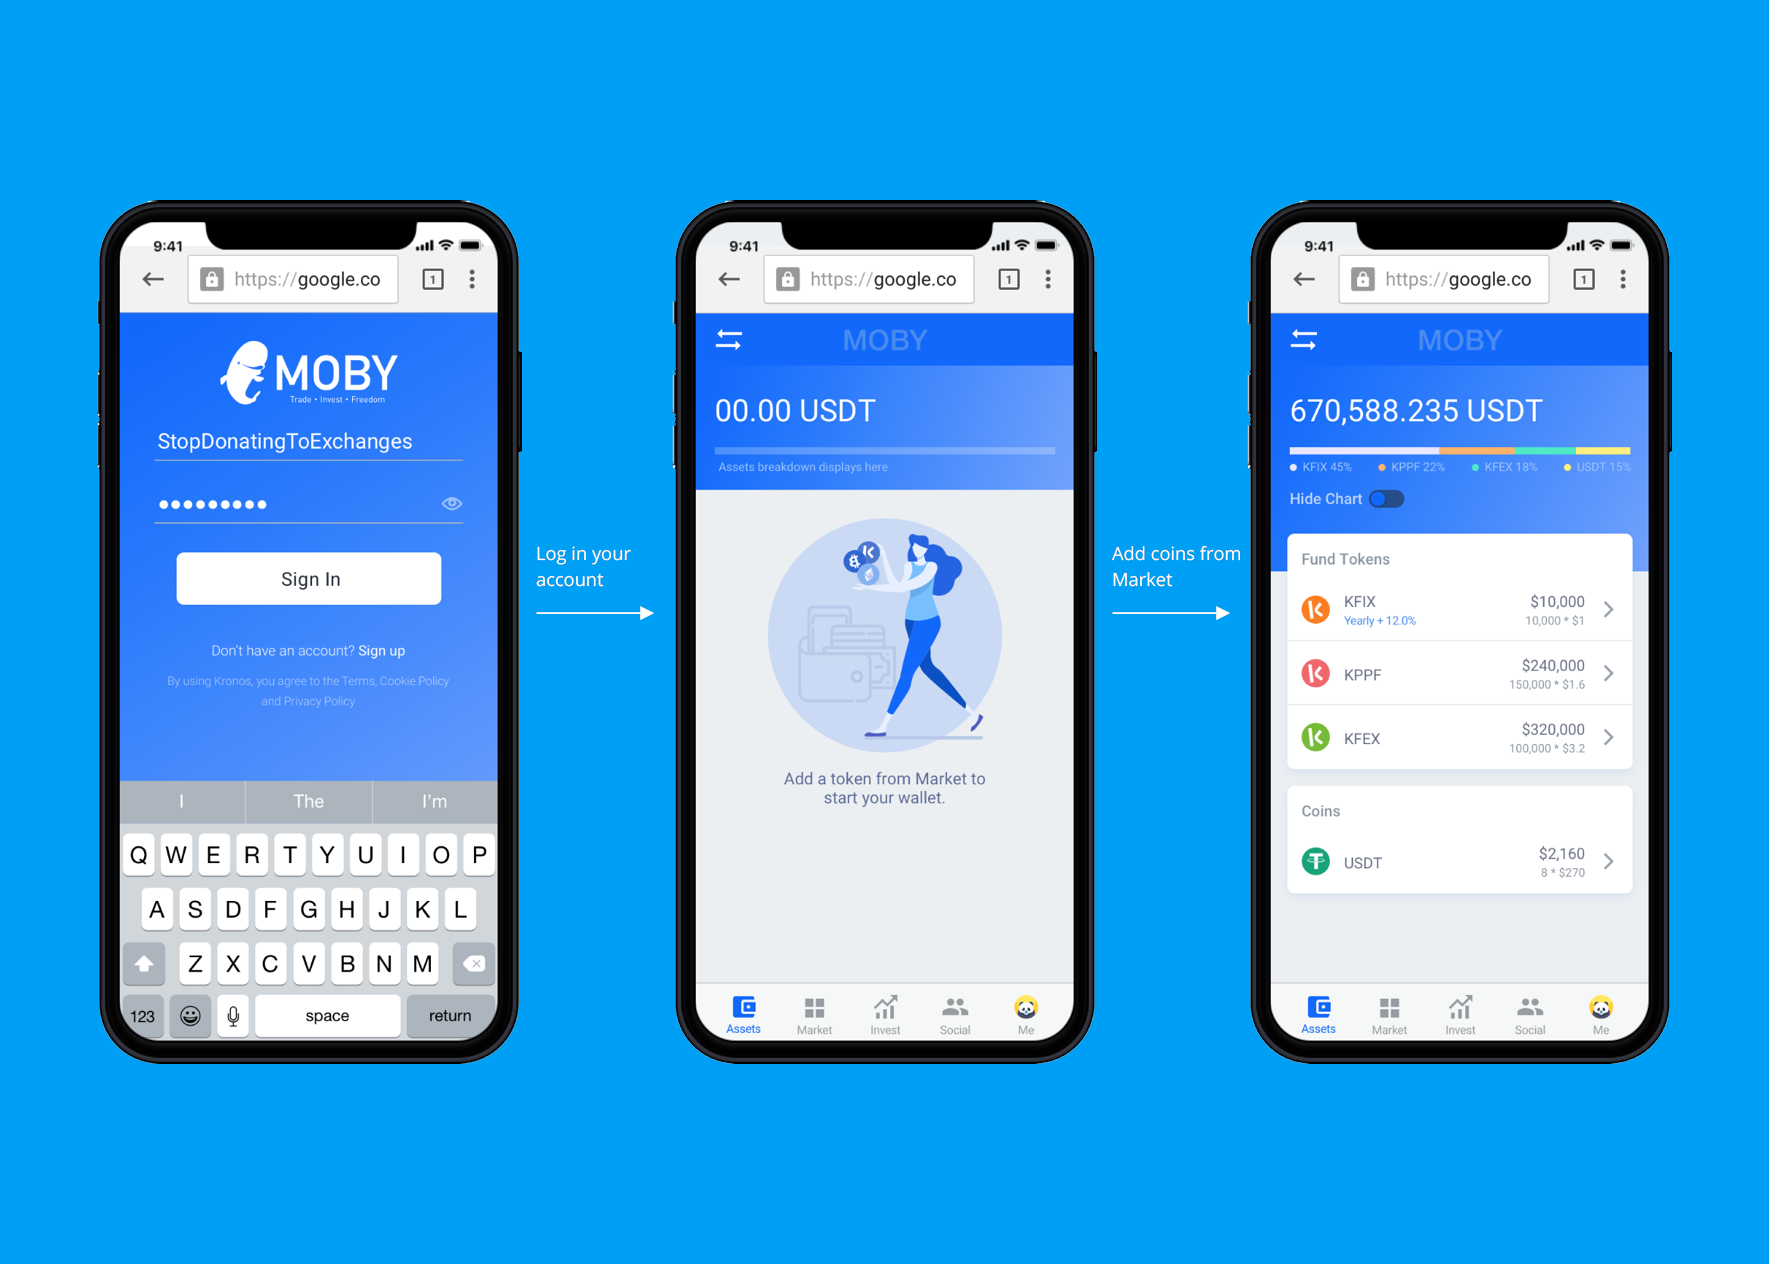 9:41
https://google.co
1
MOBY
Trade • Invest • Freedom
StopDonatingToExchanges
Sign In
Don't have an account? Sign up
By using Kronos, you agree to the Terms, Cookie Policy
and Privacy Policy
I The I'm
Q W E R T Y U I O P
A S D F G H J K L
Z X C V B N M
123 space return
Log in your
account
9:41
https://google.co
1
MOBY
00.00 USDT
Assets breakdown displays here
Add a token from Market to
start your wallet.
Assets Market Invest Social Me
Add coins from
Market
9:41
https://google.co
1
MOBY
670,588.235 USDT
KFIX 45% KPPF 22% KFEX 18% USDT 15%
Hide Chart
Fund Tokens
KFIX $10,000
Yearly + 12.0% 10,000 * $1
KPPF $240,000
150,000 * $1.6
KFEX $320,000
100,000 * $3.2
Coins
USDT $2,160
8 * $270
Assets Market Invest Social Me